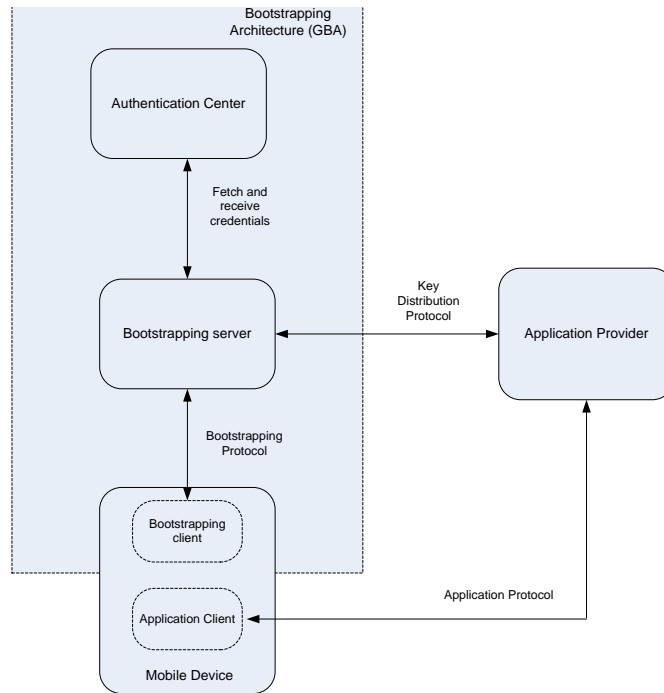 Bootstrapping
Architecture (GBA)
Authentication Center
Fetch and
receive
credentials
Key
Distribution
Protocol
Bootstrapping server
Application Provider
Bootstrapping
Protocol
Bootstrapping
client
Application Protocol
Application Client
Mobile Device